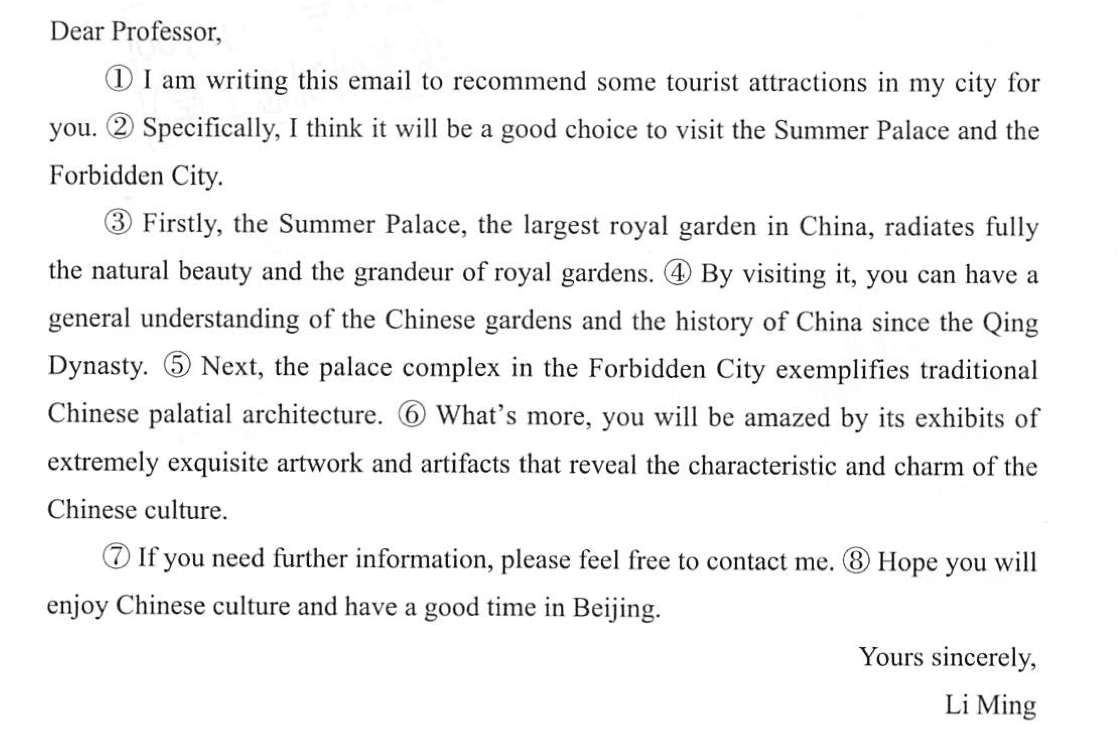 Dear Professor,
① I am writing this email to recommend some tourist attractions in my city for
you. ② Specifically, I think it will be a good choice to visit the Summer Palace and the
Forbidden City.
③ Firstly, the Summer Palace, the largest royal garden in China, radiates fully
the natural beauty and the grandeur of royal gardens. ④ By visiting it, you can have a
general understanding of the Chinese gardens and the history of China since the Qing
Dynasty. ⑤ Next, the palace complex in the Forbidden City exemplifies traditional
Chinese palatial architecture. ⑥ What's more, you will be amazed by its exhibits of
extremely exquisite artwork and artifacts that reveal the characteristic and charm of the
Chinese culture.
⑦ If you need further information, please feel free to contact me. ⑧ Hope you will
enjoy Chinese culture and have a good time in Beijing.
Yours sincerely,
Li Ming